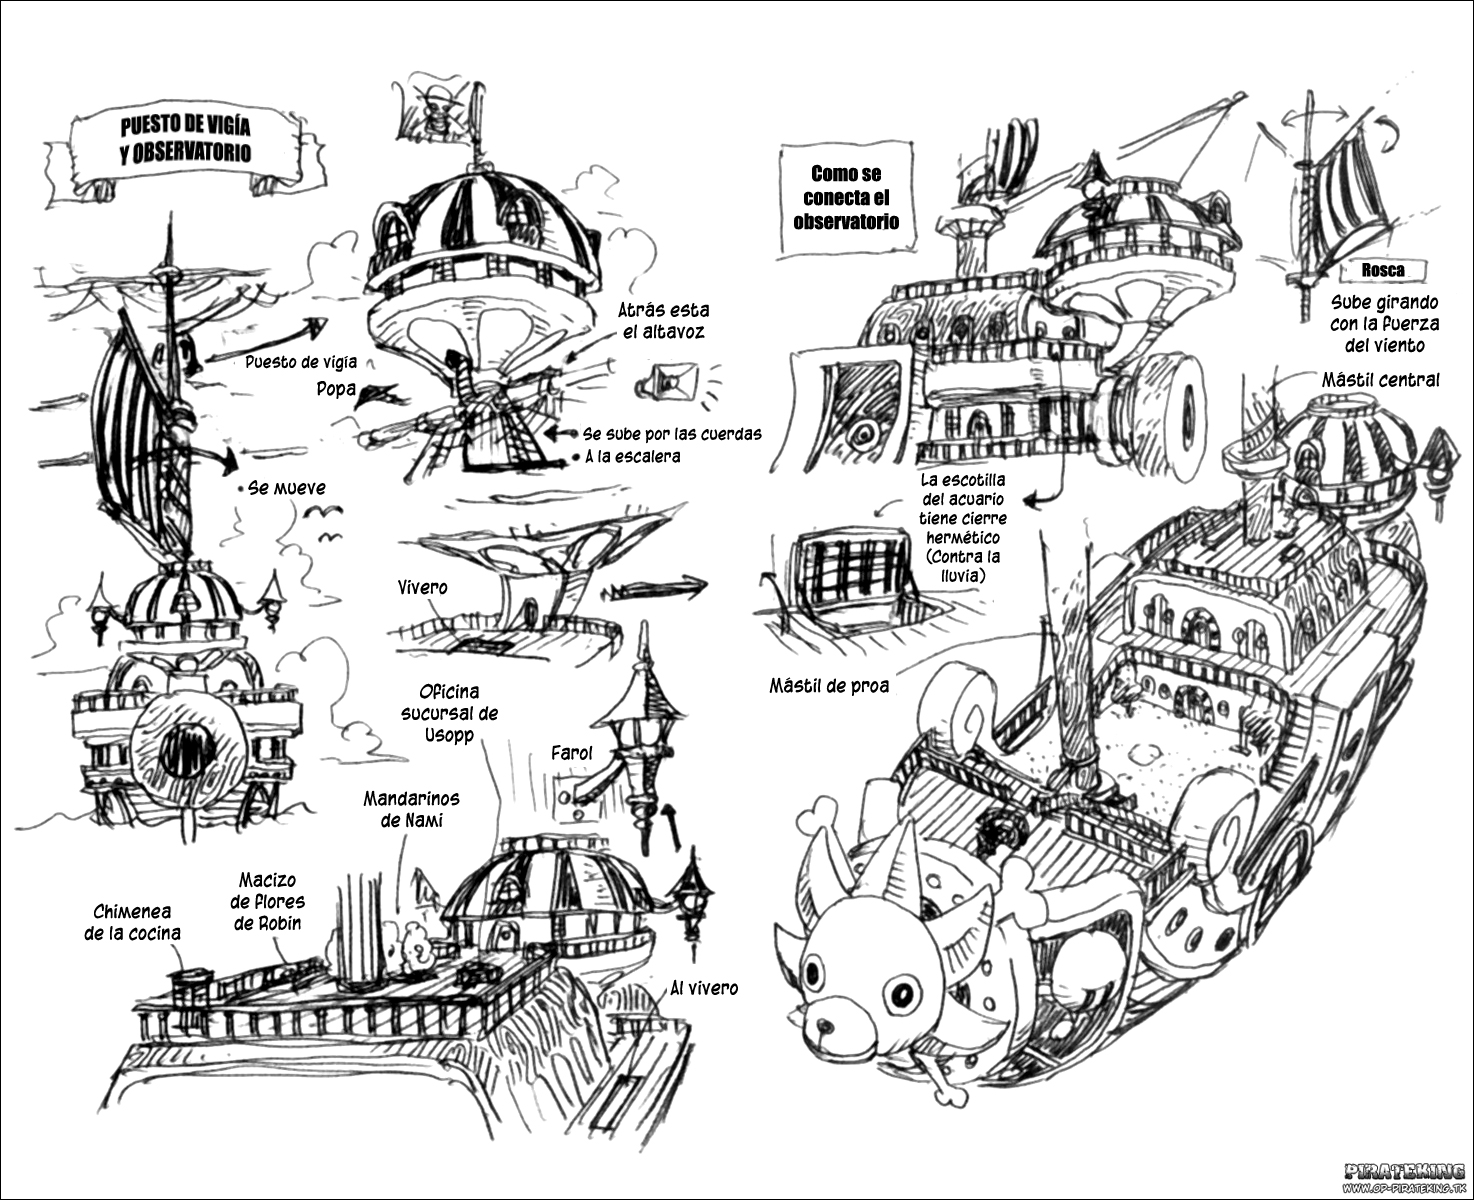 PUESTO DE VIGÍA
Y OBSERVATORIO
Atrás esta
el altavoz
Puesto de vigía
Popa
Se sube por las cuerdas
A la escalera
Se mueve
Vivero
Oficina
sucursal de
Usopp
Farol
Mandarinos
de Nami
Macizo
de flores
de Robin
Chimenea
de la cocina
Al vivero
Como se
conecta el
observatorio
Rosca
Sube girando
con la fuerza
del viento
Mástil central
La escotilla
del acuario
tiene cierre
hermético
(Contra la
lluvia)
Mástil de proa
PIRATEKING
WWW.OP-PIRATEKING.TK